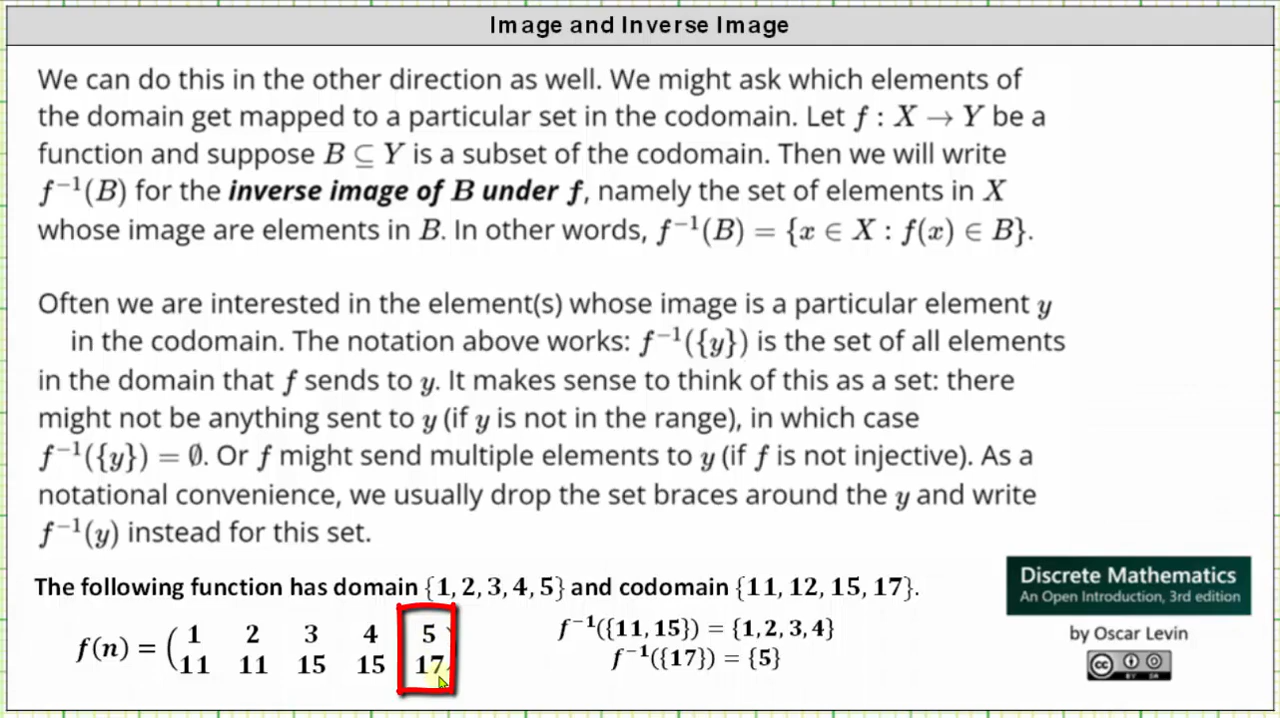 Image and Inverse Image
We can do this in the other direction as well. We might ask which elements of
the domain get mapped to a particular set in the codomain. Let f : X → Y be a
function and suppose B ⊆ Y is a subset of the codomain. Then we will write
f⁻¹(B) for the inverse image of B under f, namely the set of elements in X
whose image are elements in B. In other words, f⁻¹(B) = {x ∈ X : f(x) ∈ B}.
Often we are interested in the element(s) whose image is a particular element y
in the codomain. The notation above works: f⁻¹({y}) is the set of all elements
in the domain that f sends to y. It makes sense to think of this as a set: there
might not be anything sent to y (if y is not in the range), in which case
f⁻¹({y}) = ∅. Or f might send multiple elements to y (if f is not injective). As a
notational convenience, we usually drop the set braces around the y and write
f⁻¹(y) instead for this set.
The following function has domain {1, 2, 3, 4, 5} and codomain {11, 12, 15, 17}.
f(n) = (1 2 3 4 5
11 11 15 15 17)
f⁻¹({11, 15}) = {1, 2, 3, 4}
f⁻¹({17}) = {5}
Discrete Mathematics
An Open Introduction, 3rd edition
by Oscar Levin
cc BY SA